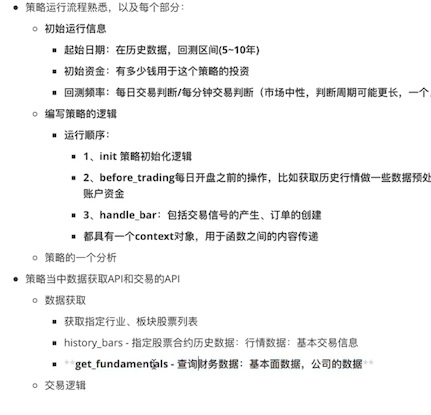 策略运行流程熟悉，以及每个部分：
初始运行信息
起始日期：在历史数据，回测区间(5~10年)
初始资金：有多少钱用于这个策略的投资
回测频率：每日交易判断/每分钟交易判断（市场中性，判断周期可能更长，一个
编写策略的逻辑
运行顺序：
1、init 策略初始化逻辑
2、before_trading每日开盘之前的操作，比如获取历史行情做一些数据预处
账户资金
3、handle_bar：包括交易信号的产生、订单的创建
都具有一个context对象，用于函数之间的内容传递
策略的一个分析
策略当中数据获取API和交易的API
数据获取
获取指定行业、板块股票列表
history_bars - 指定股票合约历史数据：行情数据：基本交易信息
**get_fundamentals - 查询财务数据：基本面数据，公司的数据**
交易逻辑